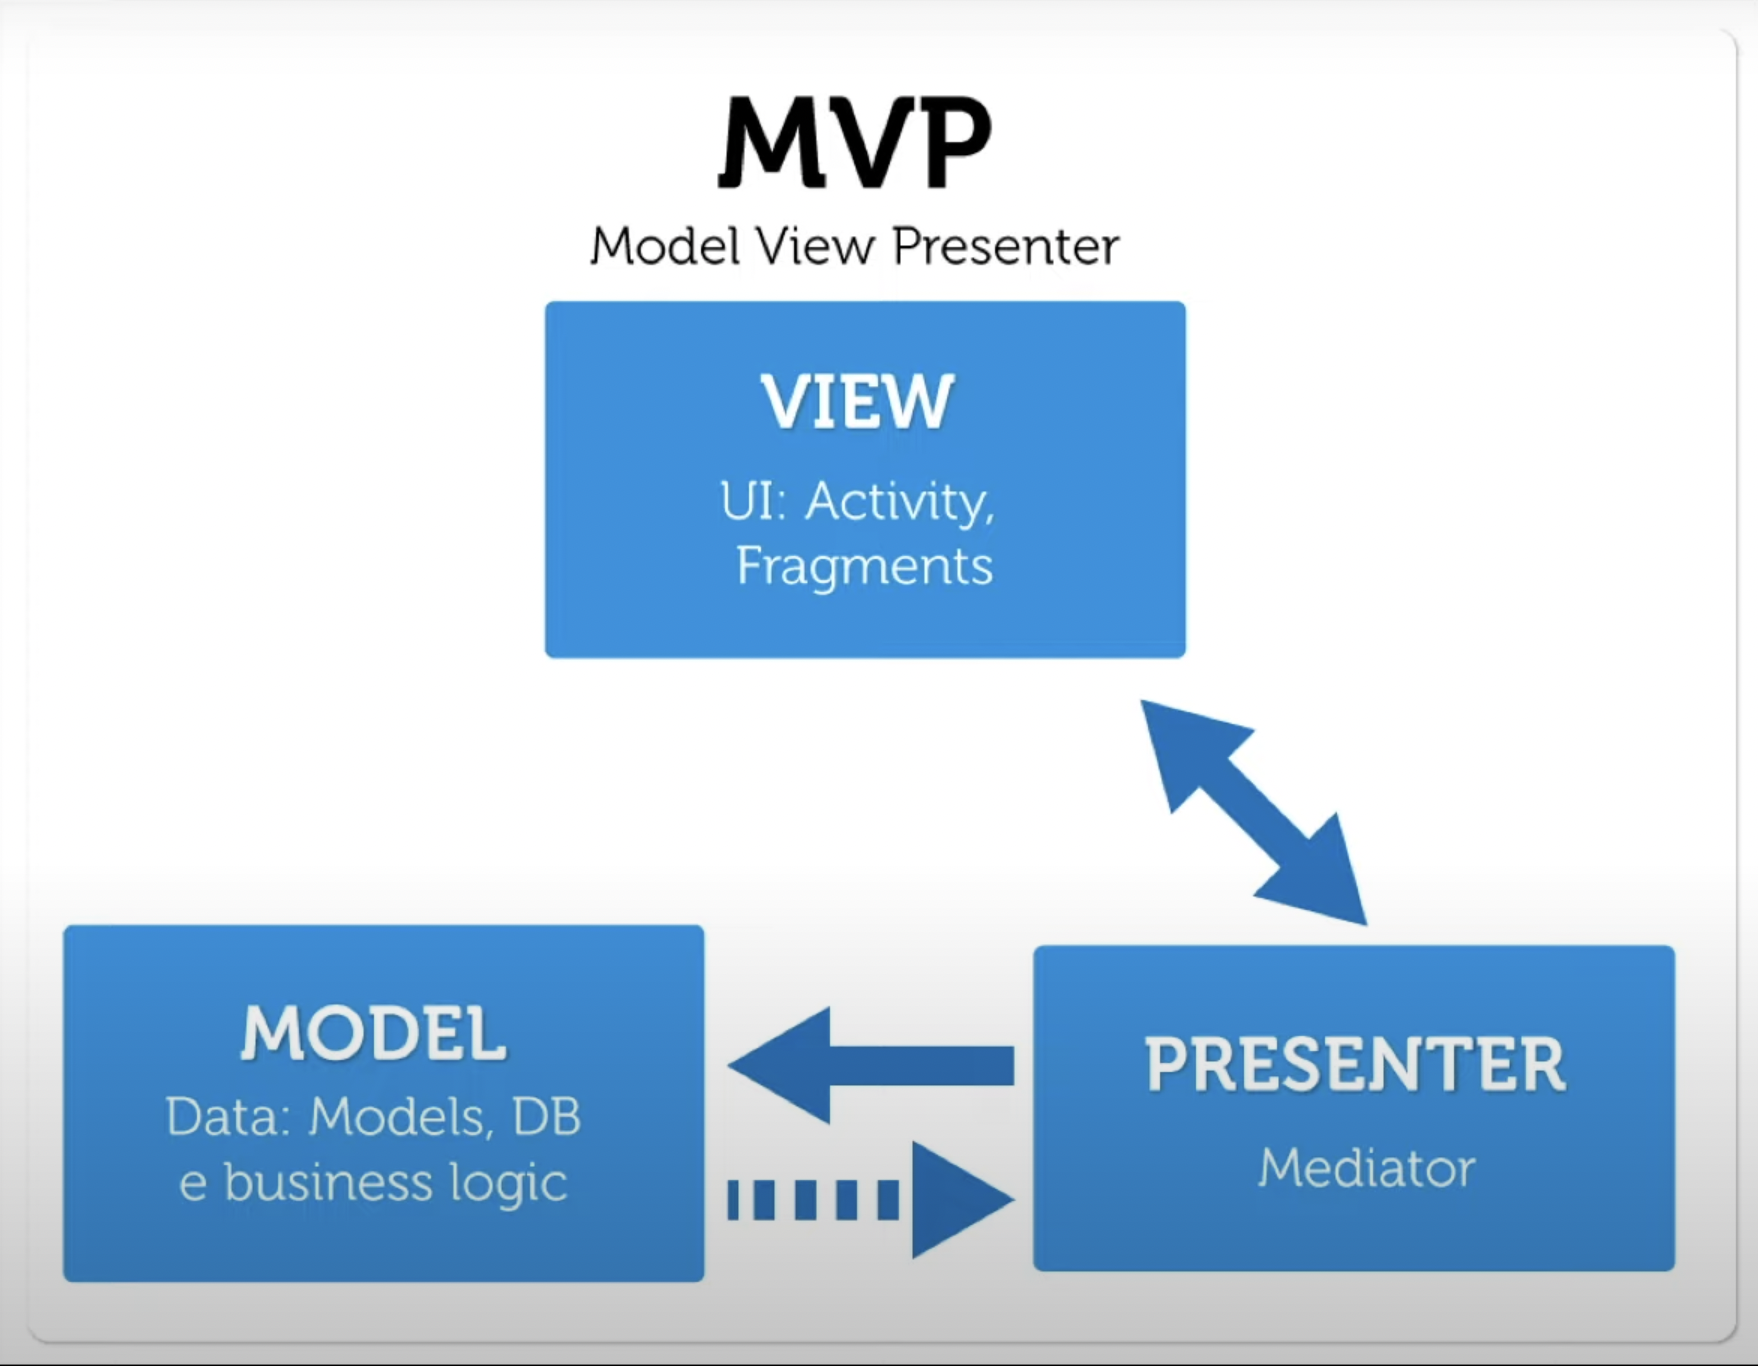 MVP
Model View Presenter
VIEW
UI: Activity,
Fragments
MODEL
Data: Models, DB
e business logic
PRESENTER
Mediator